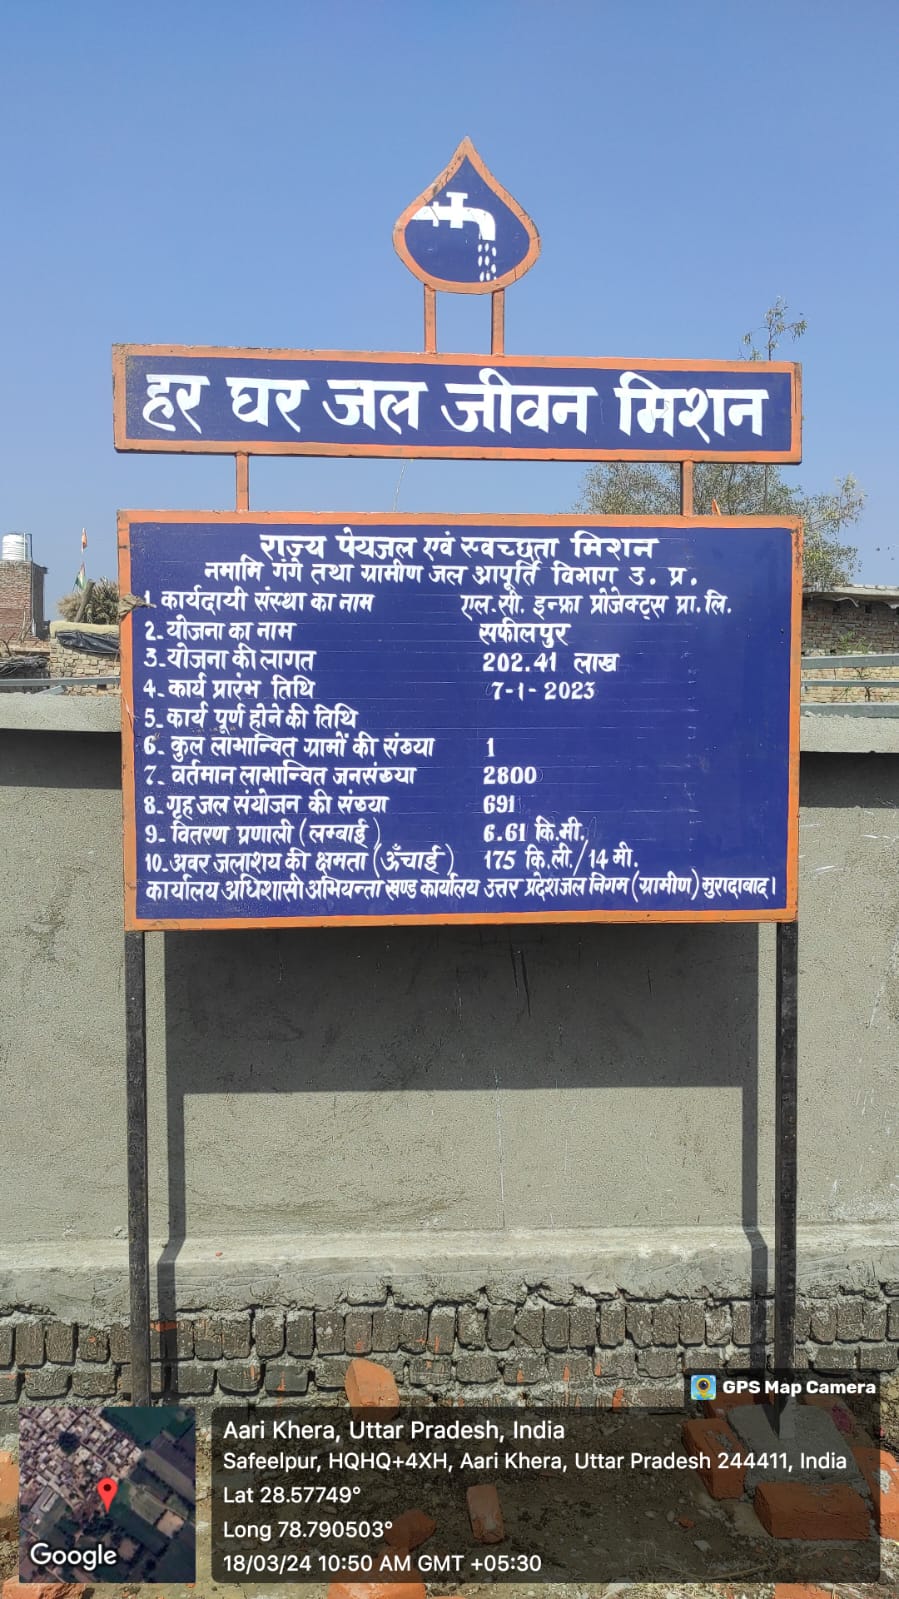 हर घर जल जीवन मिशन
राज्य पेयजल एवं स्वच्छता मिशन
नमामि गंगे तथा ग्रामीण जल आपूर्ति विभाग उ. प्र.
1. कार्यदायी संस्था का नाम एल.सी. इन्फ्रा प्रोजेक्ट्स प्रा. लि.
2. योजना का नाम सफीलपुर
3. योजना की लागत 202.41 लाख
4. कार्य प्रारंभ तिथि 7-1-2023
5. कार्य पूर्ण होने की तिथि
6. कुल लाभान्वित ग्रामों की संख्या 1
7. वर्तमान लाभान्वित जनसंख्या 2800
8. गृह जल संयोजन की संख्या 691
9. वितरण प्रणाली (लम्बाई) 6.61 कि.मी.
10. अवर जलाशय की क्षमता (ऊँचाई) 175 कि.ली./14 मी.
कार्यालय अधिशासी अभियन्ता खण्ड कार्यालय उत्तर प्रदेश जल निगम (ग्रामीण) मुरादाबाद।
GPS Map Camera
Aari Khera, Uttar Pradesh, India
Safeelpur, HQHQ+4XH, Aari Khera, Uttar Pradesh 244411, India
Lat 28.57749°
Long 78.790503°
18/03/24 10:50 AM GMT +05:30
Google